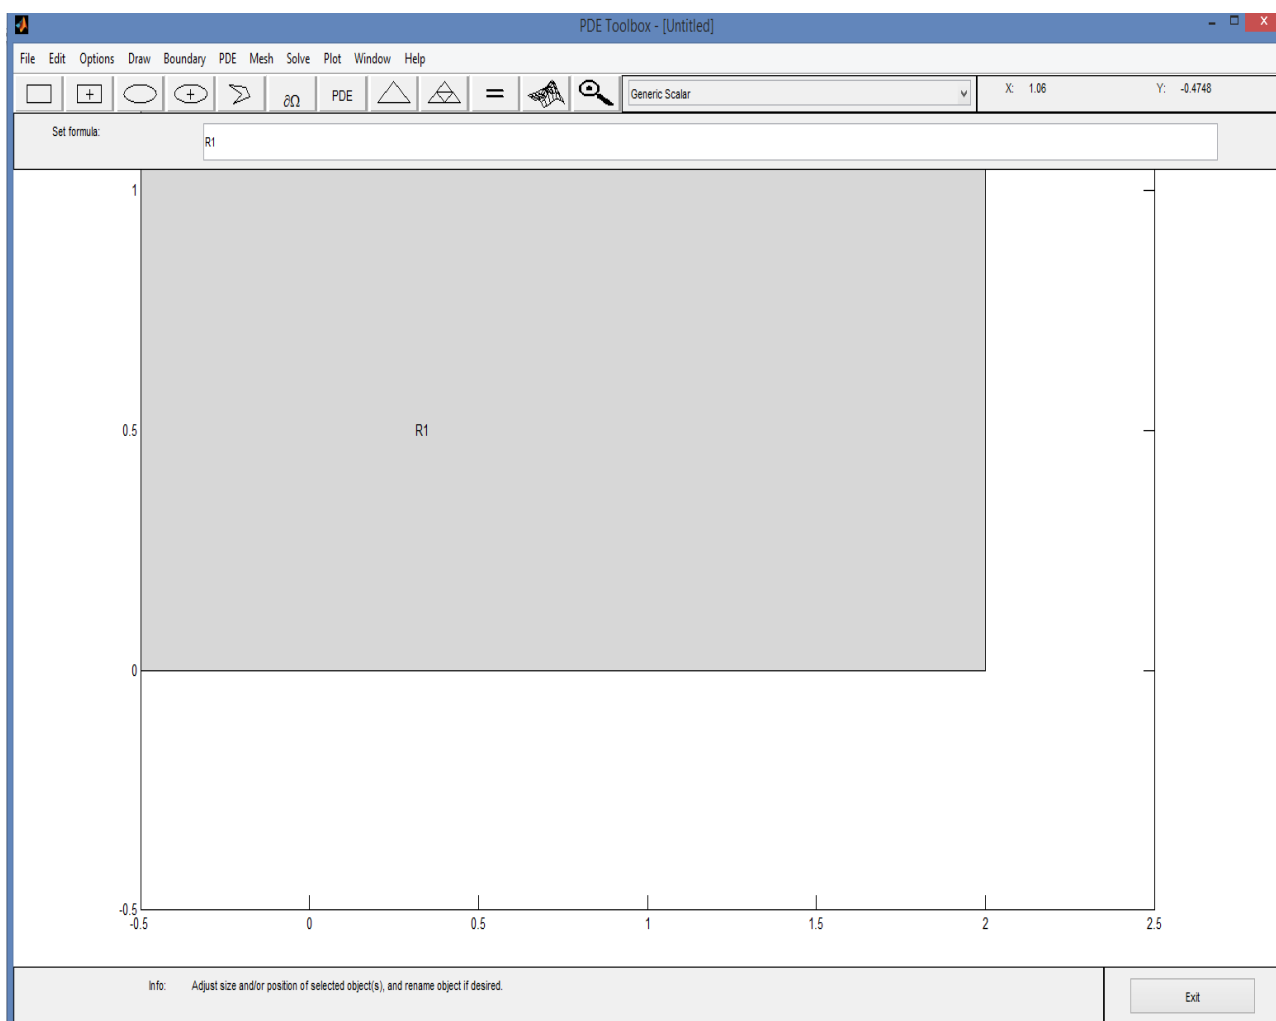 PDE Toolbox - [Untitled]
File Edit Options Draw Boundary PDE Mesh Solve Plot Window Help
∂Ω PDE = Generic Scalar X: 1.06 Y: -0.4748
Set formula: R1
1
0.5
R1
0
-0.5
-0.5 0 0.5 1 1.5 2 2.5
Info: Adjust size and/or position of selected object(s), and rename object if desired.
Exit